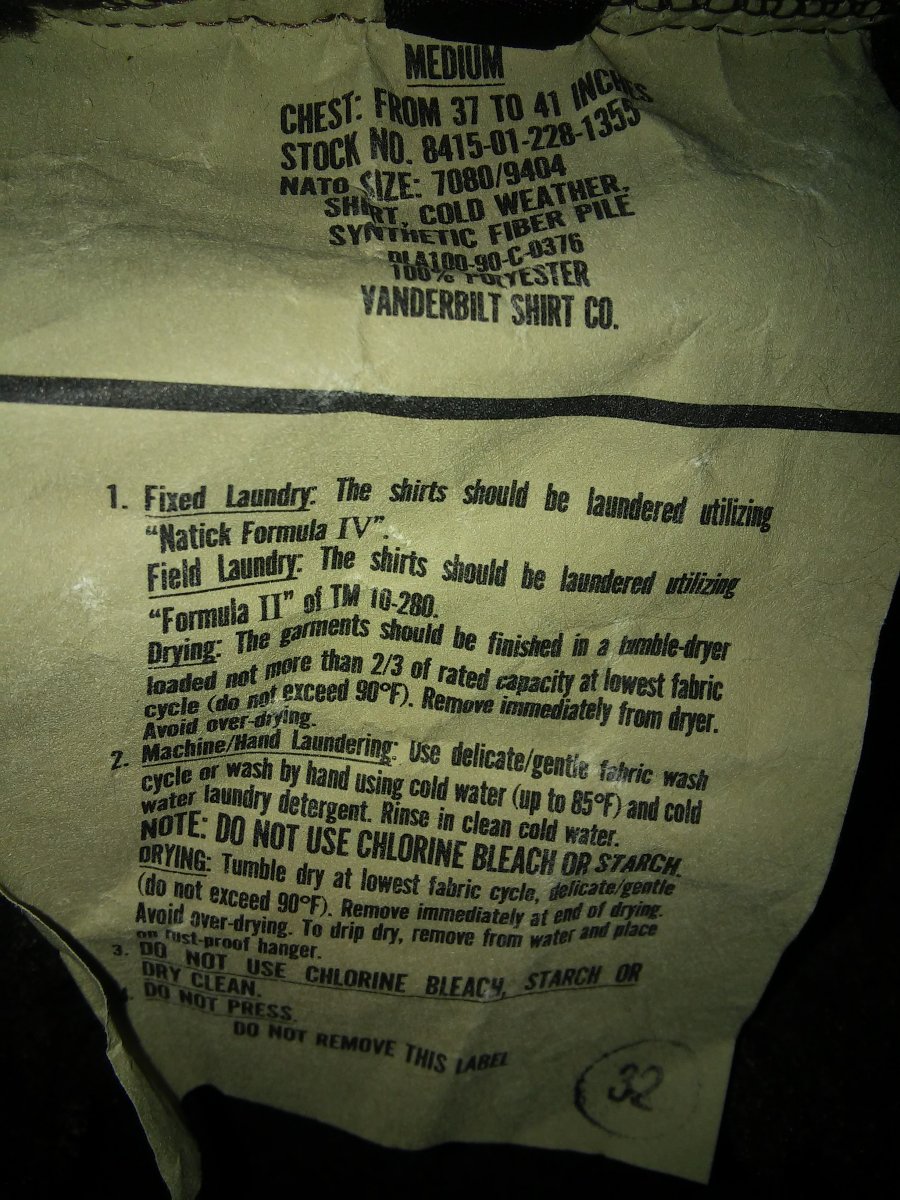 MEDIUM
CHEST: FROM 37 TO 41 INCHES
STOCK NO. 8415-01-228-1355
NATO SIZE: 7080/9404
SHIRT, COLD WEATHER,
SYNTHETIC FIBER PILE
DLA100-90-C-0376
100% POLYESTER
VANDERBILT SHIRT CO.
1. Fixed Laundry: The shirts should be laundered utilizing
“Natick Formula IV”.
Field Laundry: The shirts should be laundered utilizing
“Formula II” of TM 10-280.
Drying: The garments should be finished in a tumble-dryer
loaded not more than 2/3 of rated capacity at lowest fabric
cycle (do not exceed 90°F). Remove immediately from dryer.
Avoid over-drying.
2. Machine/Hand Laundering: Use delicate/gentle fabric wash
cycle or wash by hand using cold water (up to 85°F) and cold
water laundry detergent. Rinse in clean cold water.
NOTE: DO NOT USE CHLORINE BLEACH OR STARCH.
DRYING: Tumble dry at lowest fabric cycle, delicate/gentle
(do not exceed 90°F). Remove immediately at end of drying.
Avoid over-drying. To drip dry, remove from water and place
on rust-proof hanger.
3. DO NOT USE CHLORINE BLEACH, STARCH OR
DRY CLEAN.
4. DO NOT PRESS.
DO NOT REMOVE THIS LABEL
32